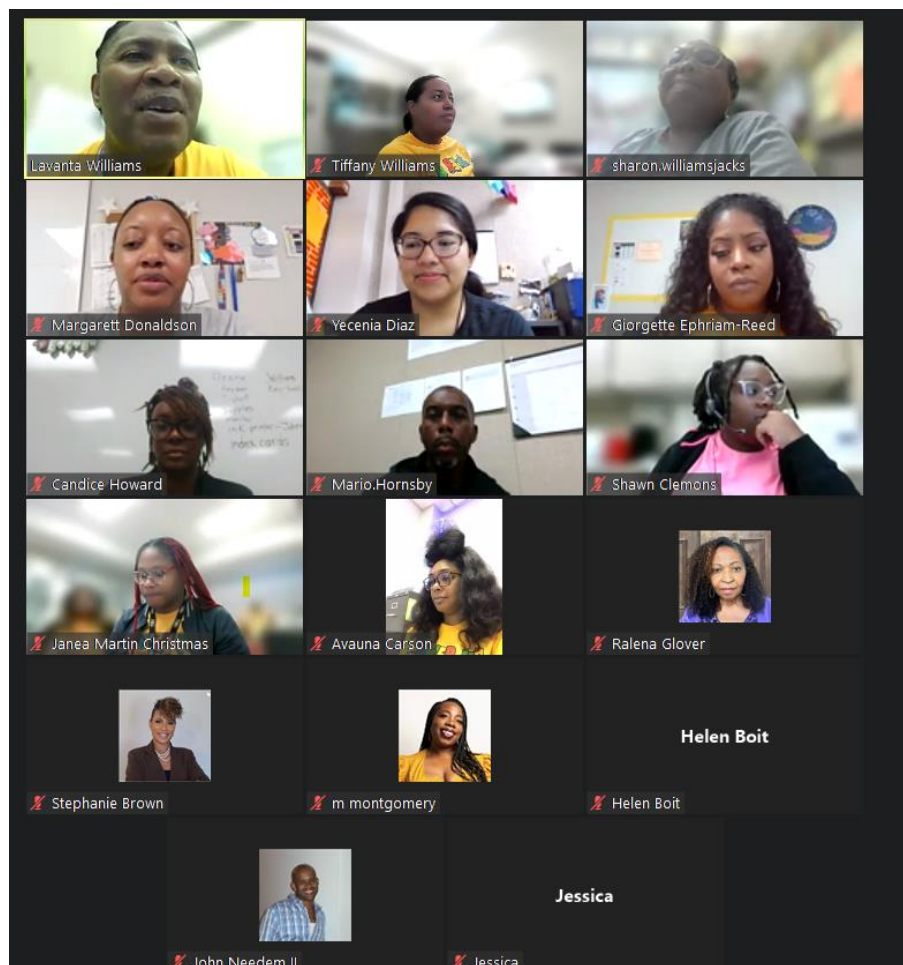 Lavanta Williams
Tiffany Williams
sharon.williamsjacks
Margarett Donaldson
Yecenia Diaz
Giorgette Ephriam-Reed
Candice Howard
Mario.Hornsby
Shawn Clemons
index cards
Janea Martin Christmas
Avauna Carson
Ralena Glover
Stephanie Brown
m montgomery
Helen Boit
Helen Boit
Jessica
John Needem II
Jessica